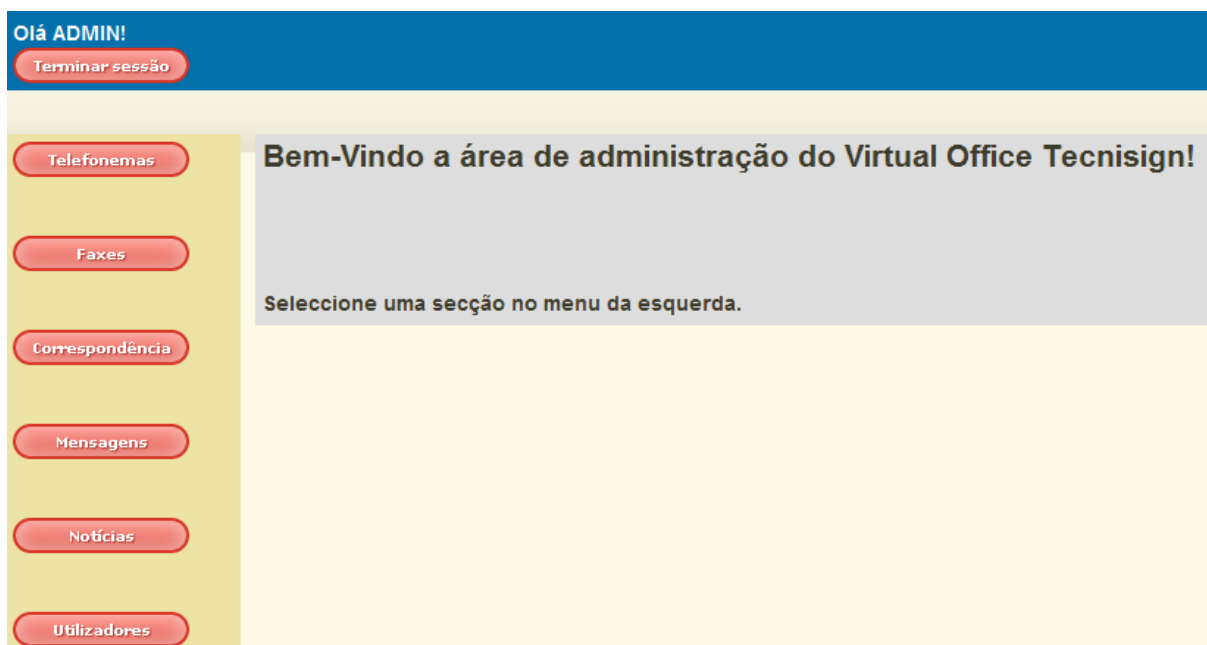 Olá ADMIN!
Terminar sessão
Telefonemas
Faxes
Correspondência
Mensagens
Notícias
Utilizadores
Bem-Vindo a área de administração do Virtual Office Tecnisign!
Seleccione uma secção no menu da esquerda.